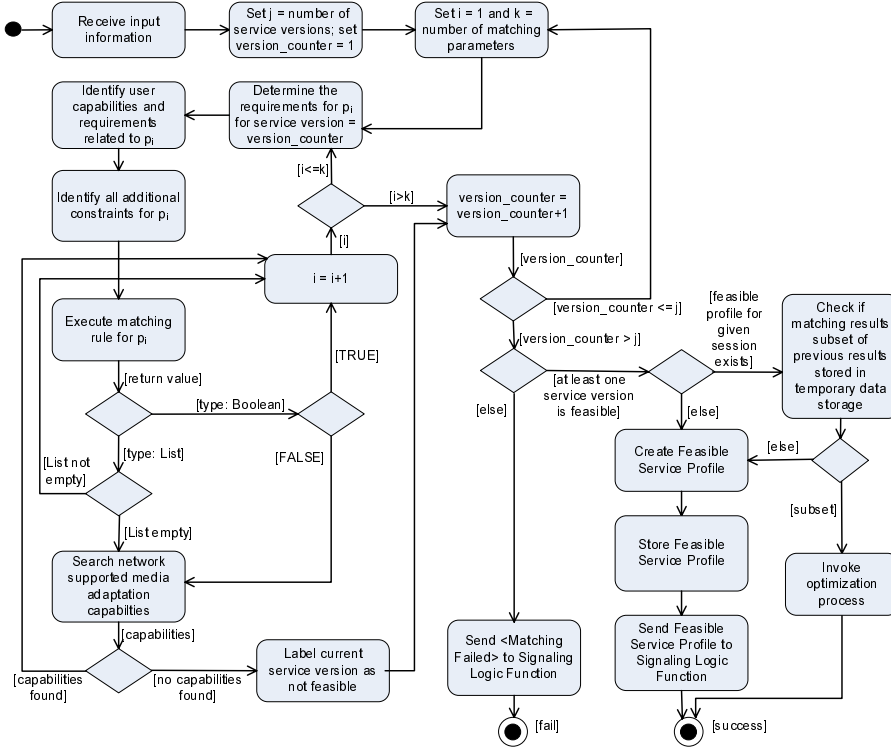 Receive input
information
Set j = number of
service versions; set
version_counter = 1
Set i = 1 and k =
number of matching
parameters
Identify user
capabilities and
requirements
related to pi
Determine the
requirements for pi
for service version =
version_counter
[i<=k]
Identify all additional
constraints for pi
[i>k]
version_counter =
version_counter+1
[i]
i = i+1
[version_counter]
[version_counter <= j]
Execute matching
rule for pi
[TRUE]
[version_counter > j]
[feasible
profile for
given
session
exists]
Check if
matching results
subset of
previous results
stored in
temporary data
storage
[return value]
[type: Boolean]
[else]
[at least one
service version
is feasible]
[else]
[type: List]
[FALSE]
[List not
empty]
Create Feasible
Service Profile
[else]
[List empty]
[subset]
Search network
supported media
adaptation
capabilties
Store Feasible
Service Profile
Invoke
optimization
process
[capabilities]
[capabilities
found]
[no capabilities
found]
Label current
service version as
not feasible
Send <Matching
Failed> to Signaling
Logic Function
Send Feasible
Service Profile to
Signaling Logic
Function
[fail]
[success]